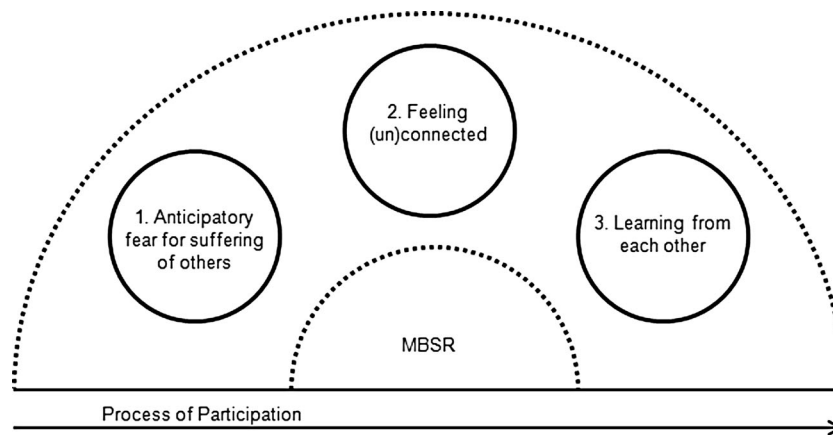 2. Feeling
(un)connected
1. Anticipatory
fear for suffering
of others
3. Learning from
each other
MBSR
Process of Participation